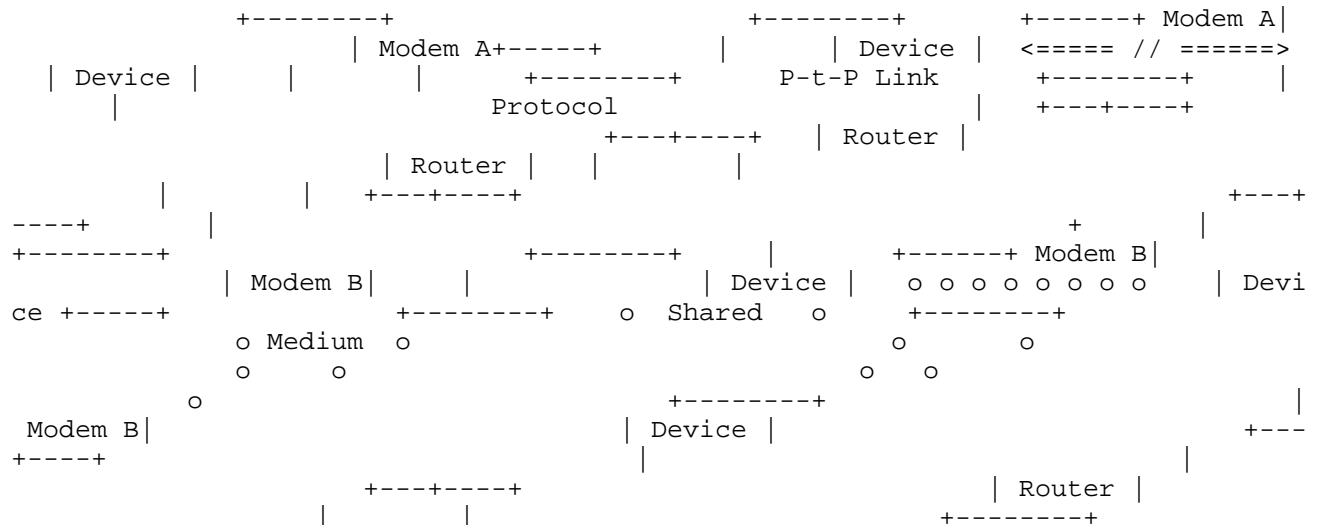 +--------+ +--------+ +------+ Modem A|
| Modem A+-----+ | | Device | <===== // ======>
| Device | | | +--------+ P-t-P Link +--------+ |
| Protocol | +---+----+
+---+----+ | Router |
| Router | | |
| | +---+----+ +---+
----+ | + |
+--------+ +--------+ | +------+ Modem B|
| Modem B| | | Device | o o o o o o o o | Devi
ce +-----+ +--------+ o Shared o +--------+
o Medium o o o
o o o o
o +--------+ |
Modem B| | Device | +---
+----+ | |
+---+----+ | Router |
| | +--------+